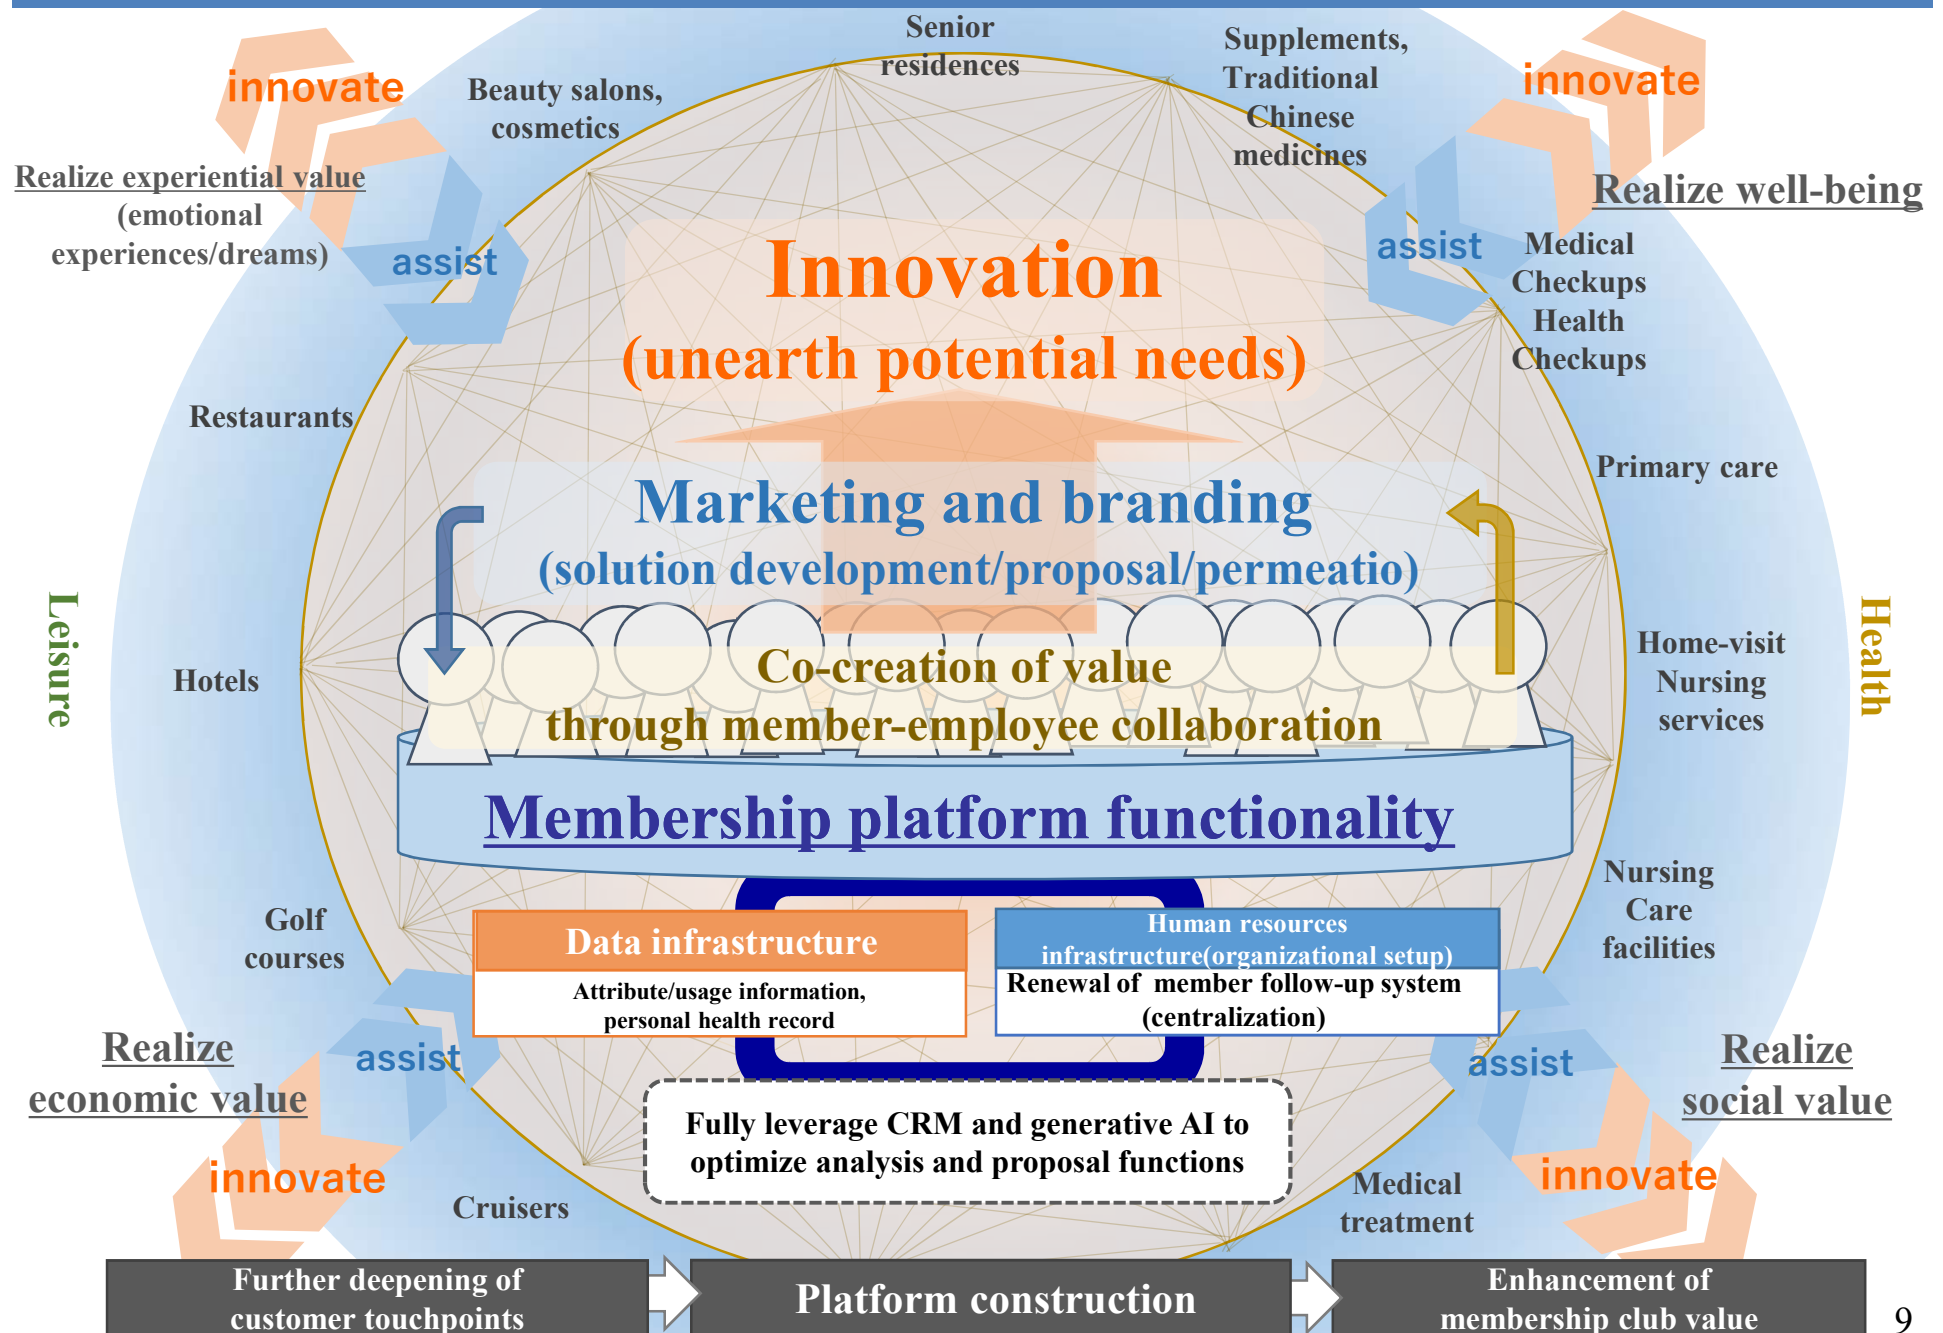 Senior
residences
Supplements,
Traditional
Chinese
medicines
innovate
innovate
Beauty salons,
cosmetics
Realize experiential value
(emotional
experiences/dreams)
assist
Realize well-being
assist
Medical
Checkups
Health
Checkups
Innovation
(unearth potential needs)
Restaurants
Primary care
Marketing and branding
(solution development/proposal/permeatio)
Leisure
Health
Hotels
Home-visit
Nursing
services
Co-creation of value
through member-employee collaboration
Membership platform functionality
Golf
courses
Nursing
Care
facilities
Data infrastructure
Attribute/usage information,
personal health record
Human resources
infrastructure(organizational setup)
Renewal of  member follow-up system
(centralization)
Realize
economic value
assist
innovate
assist
Realize
social value
innovate
Fully leverage CRM and generative AI to
optimize analysis and proposal functions
Cruisers
Medical
treatment
Further deepening of
customer touchpoints
Platform construction
Enhancement of
membership club value
9